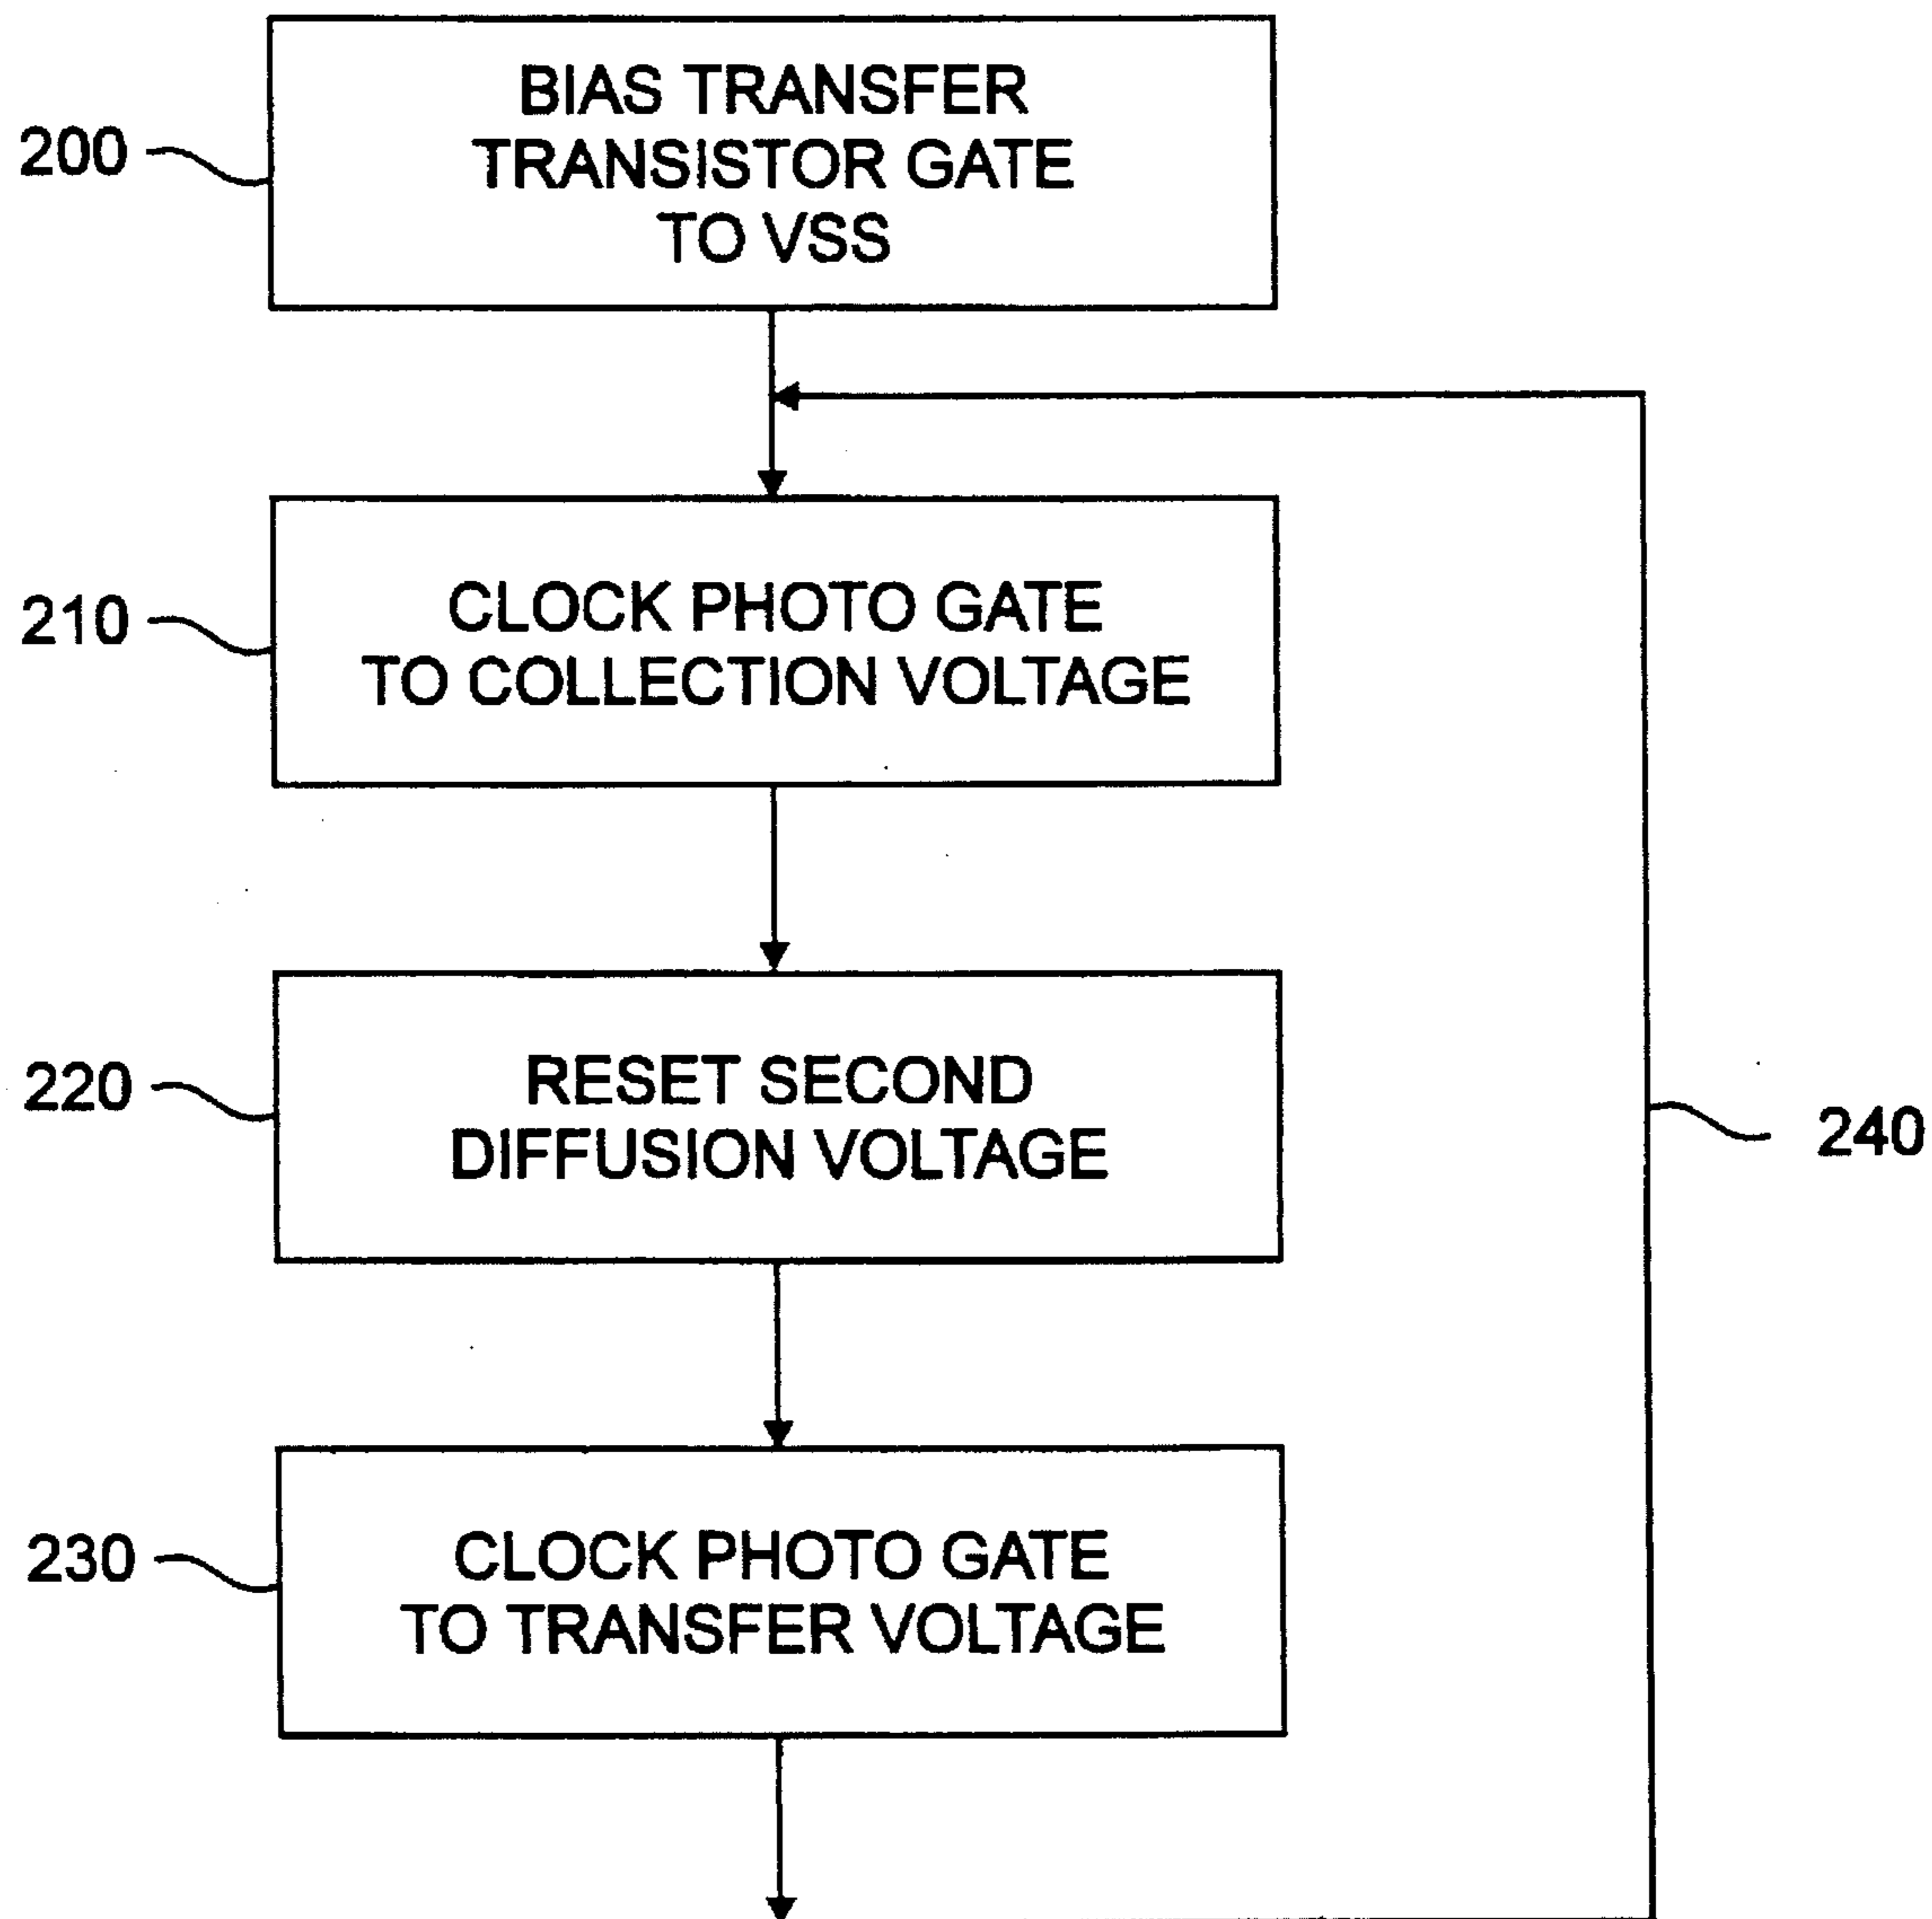 BIAS TRANSFER
TRANSISTOR GATE
TO VSS
200
CLOCK PHOTO GATE
TO COLLECTION VOLTAGE
210
RESET SECOND
DIFFUSION VOLTAGE
220
240
CLOCK PHOTO GATE
TO TRANSFER VOLTAGE
230